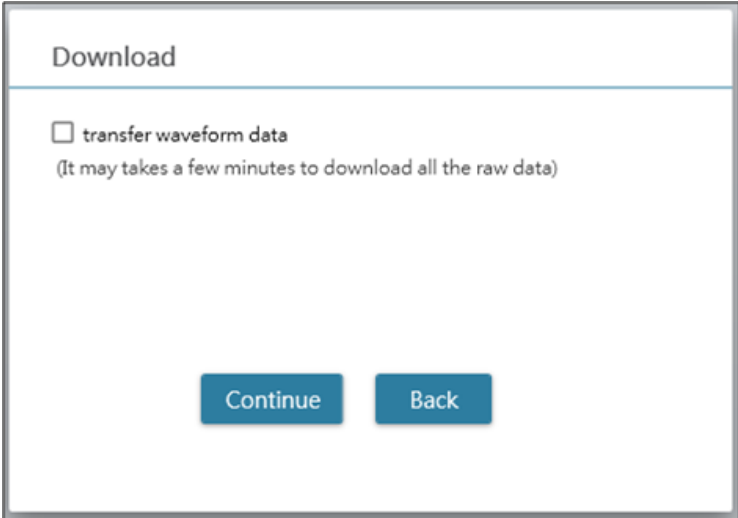 Download
transfer waveform data
(It may takes a few minutes to download all the raw data)
Continue
Back